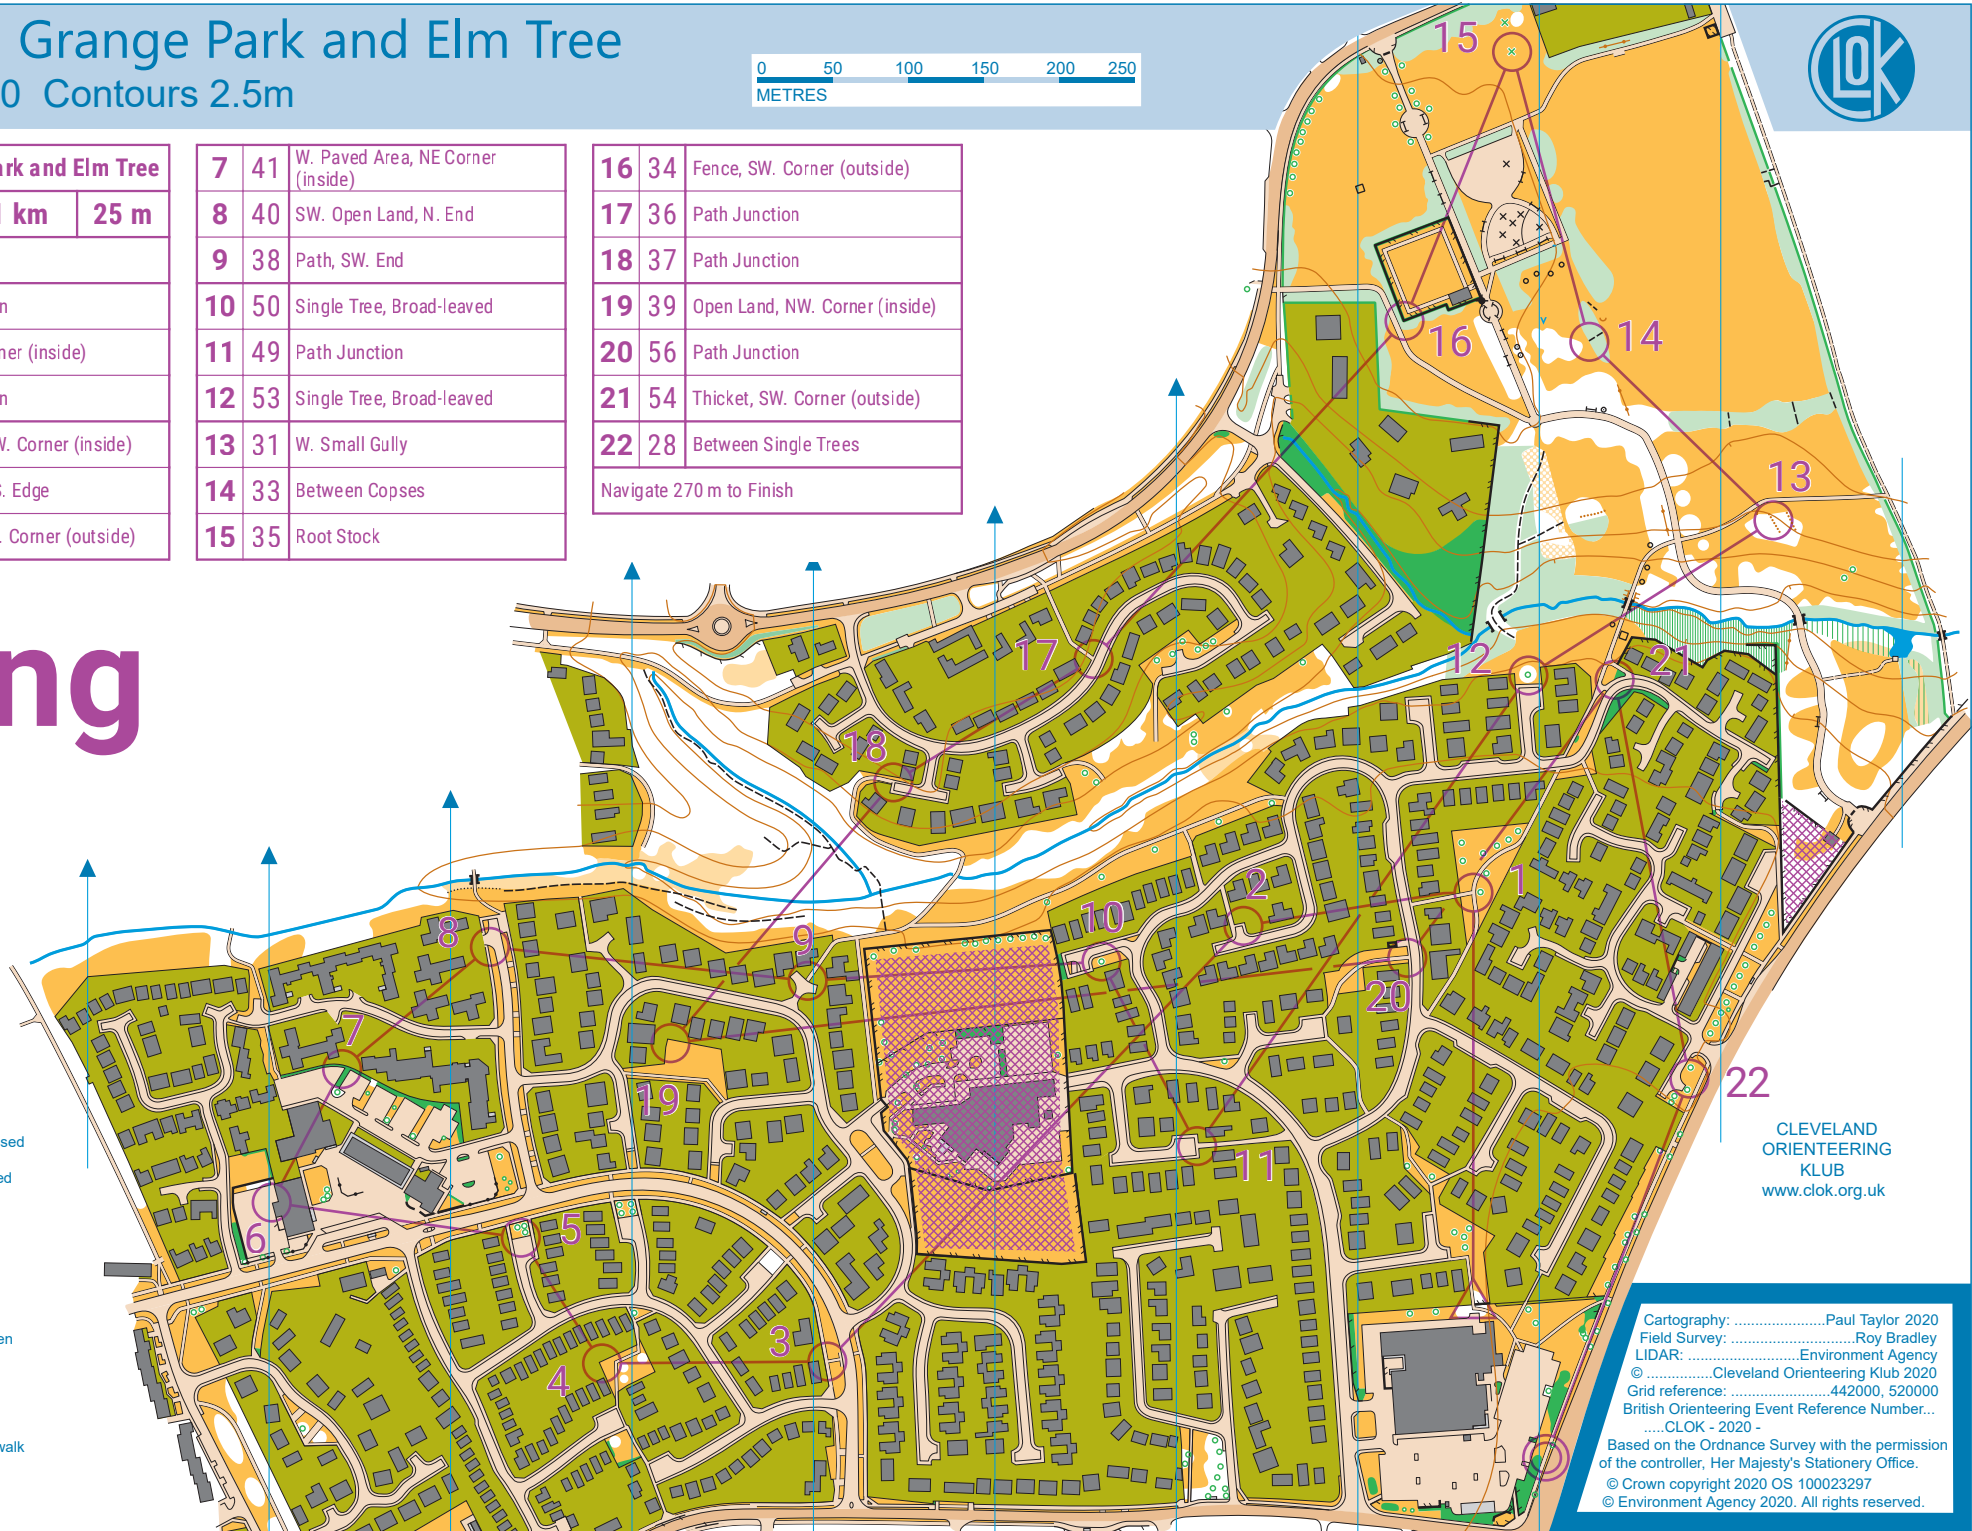 Grange Park and Elm Tree
0 Contours 2.5m
0 50 100 150 200 250
METRES
CLOK
ark and Elm Tree
km 25 m
n
ner (inside)
n
W. Corner (inside)
S. Edge
. Corner (outside)
7 41 W. Paved Area, NE Corner (inside)
8 40 SW. Open Land, N. End
9 38 Path, SW. End
10 50 Single Tree, Broad-leaved
11 49 Path Junction
12 53 Single Tree, Broad-leaved
13 31 W. Small Gully
14 33 Between Copses
15 35 Root Stock
16 34 Fence, SW. Corner (outside)
17 36 Path Junction
18 37 Path Junction
19 39 Open Land, NW. Corner (inside)
20 56 Path Junction
21 54 Thicket, SW. Corner (outside)
22 28 Between Single Trees
Navigate 270 m to Finish
ng
15
16
14
13
12
21
17
18
1
2
10
9
8
20
7
19
11
22
6
5
3
4
sed
ed
en
walk
CLEVELAND
ORIENTEERING
KLUB
www.clok.org.uk
Cartography: ......................Paul Taylor 2020
Field Survey: ..............................Roy Bradley
LIDAR: ...........................Environment Agency
© ................Cleveland Orienteering Klub 2020
Grid reference: ........................442000, 520000
British Orienteering Event Reference Number...
.....CLOK - 2020 -
Based on the Ordnance Survey with the permission
of the controller, Her Majesty's Stationery Office.
© Crown copyright 2020 OS 100023297
© Environment Agency 2020. All rights reserved.